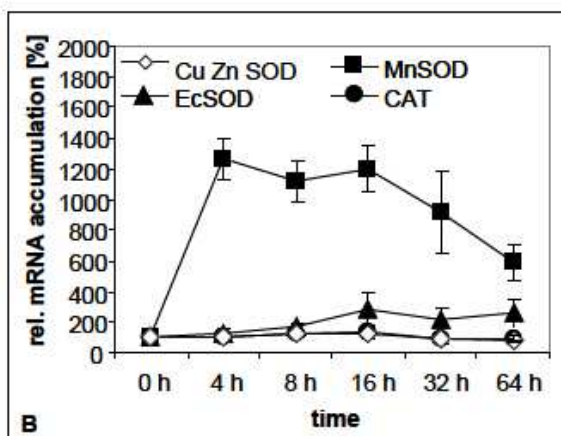 rel. mRNA accumulation [%]
2000
1800
1600
1400
1200
1000
800
600
400
200
0
Cu Zn SOD
MnSOD
EcSOD
CAT
0 h
4 h
8 h
16 h
32 h
64 h
time
B